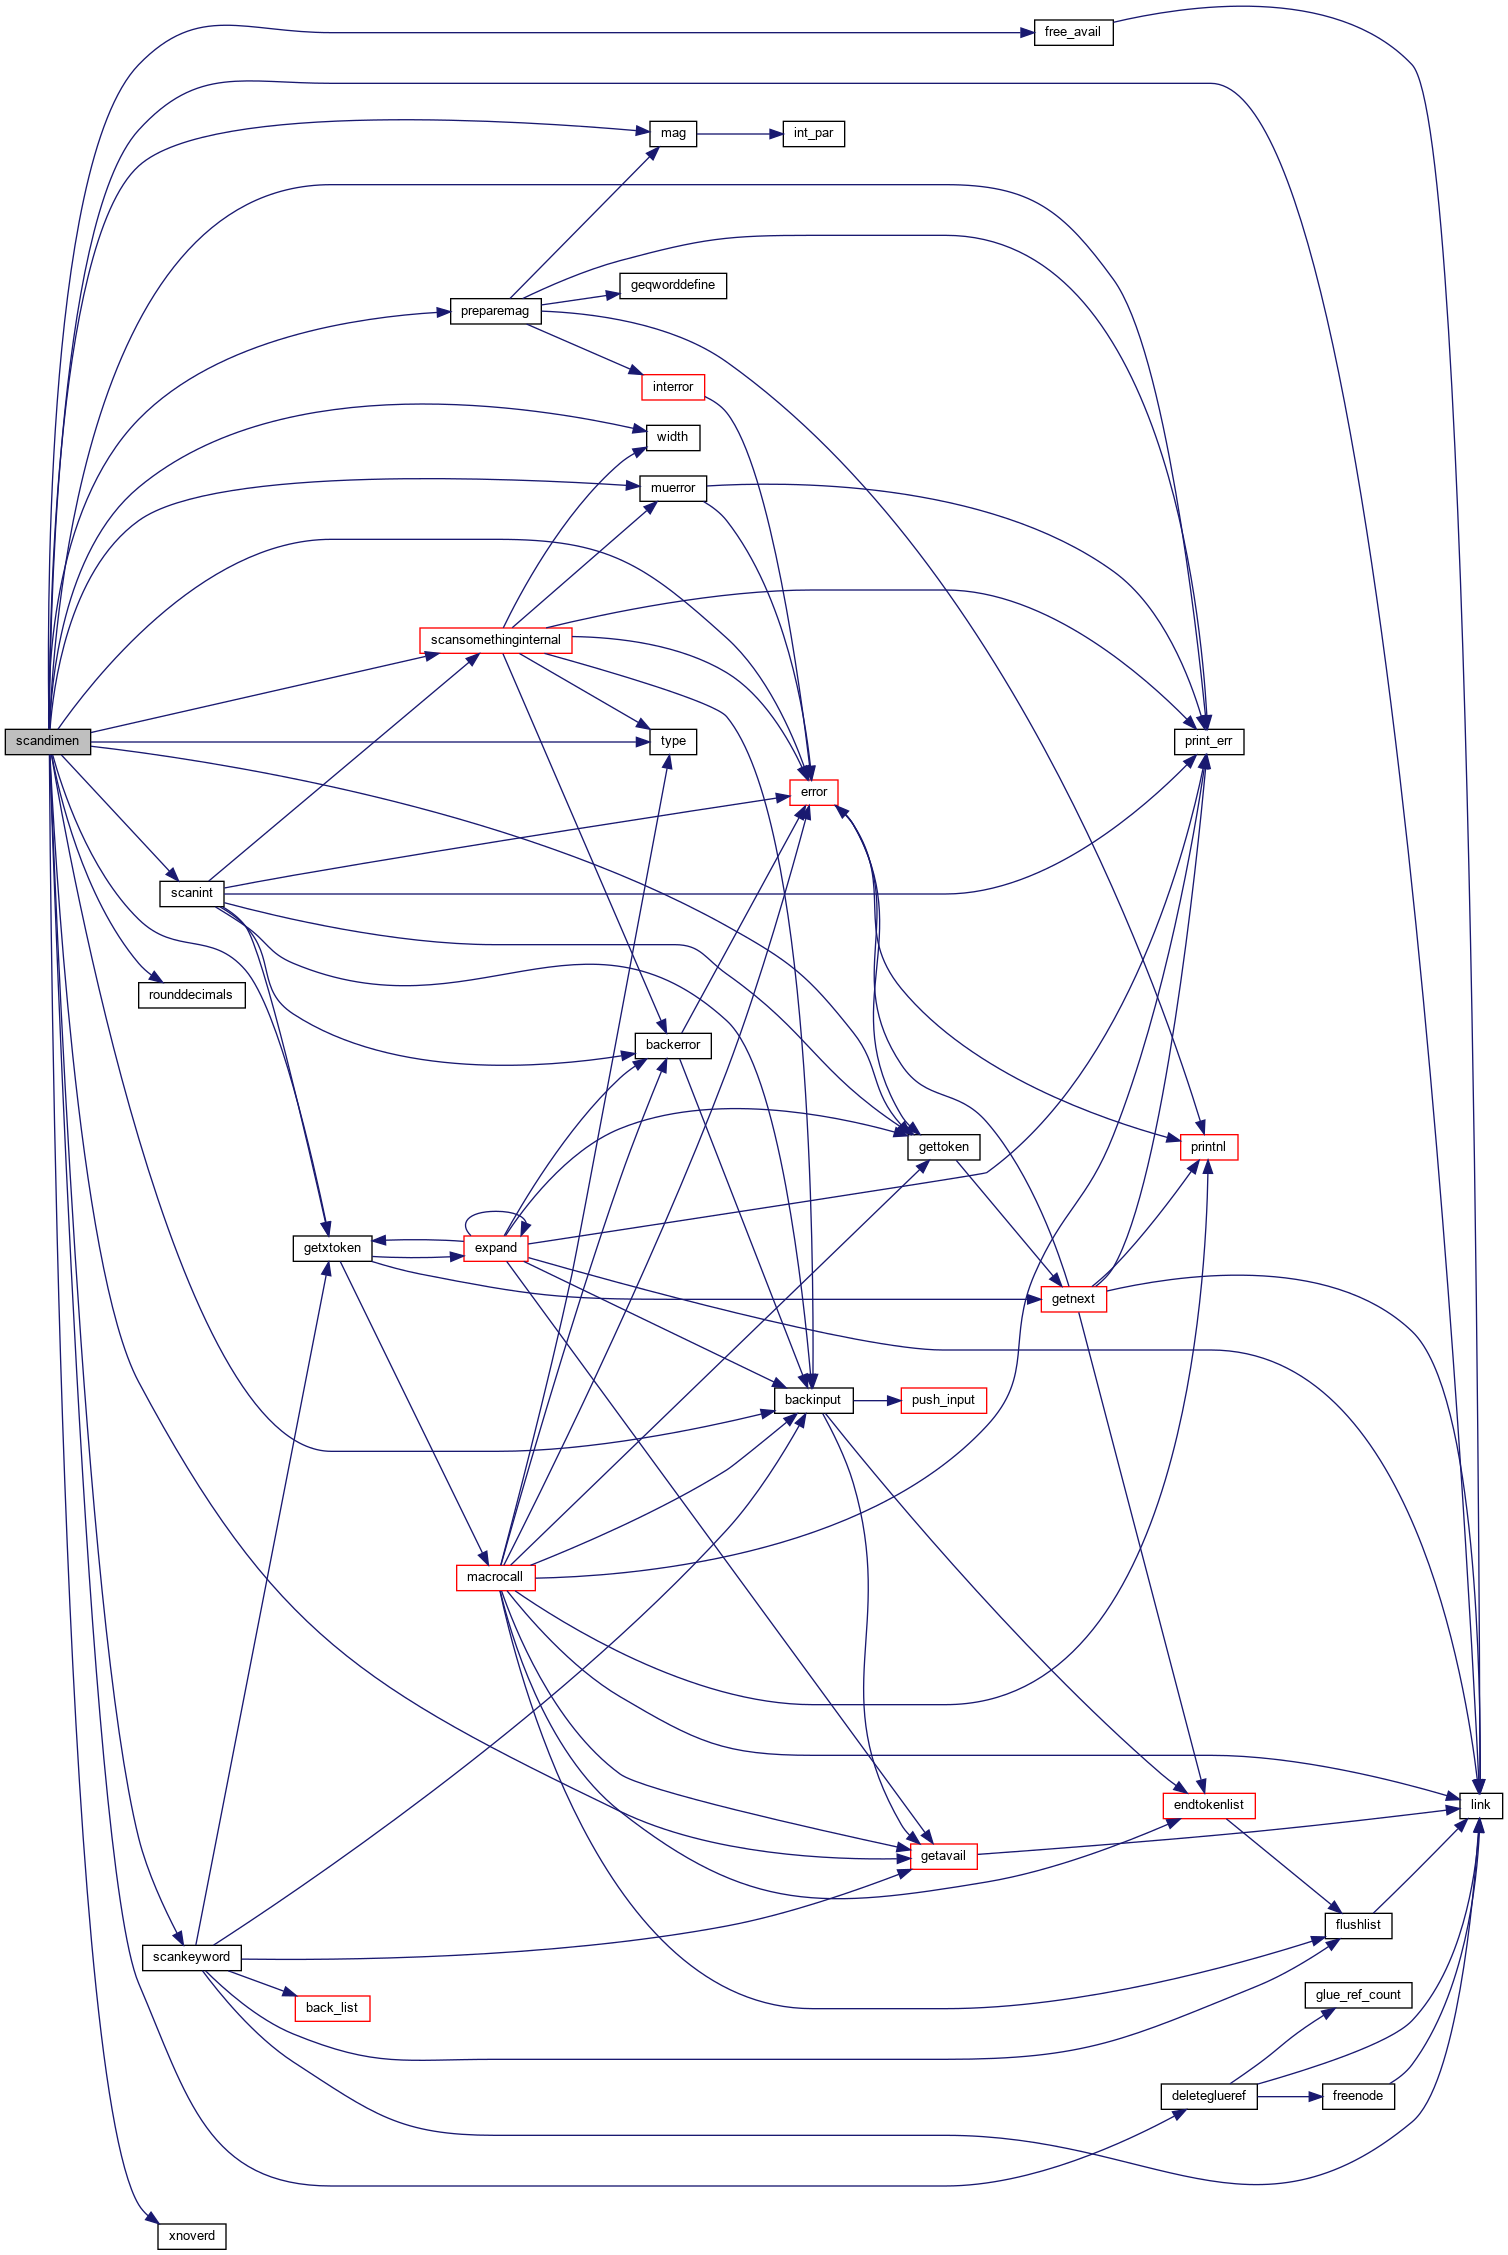 free_avail
mag
int_par
geqworddefine
preparemag
interror
width
muerror
scansomethinginternal
scandimen
type
print_err
error
scanint
rounddecimals
backerror
gettoken
printnl
getxtoken
expand
getnext
backinput
push_input
macrocall
endtokenlist
link
getavail
flushlist
scankeyword
glue_ref_count
back_list
deleteglueref
freenode
xnoverd